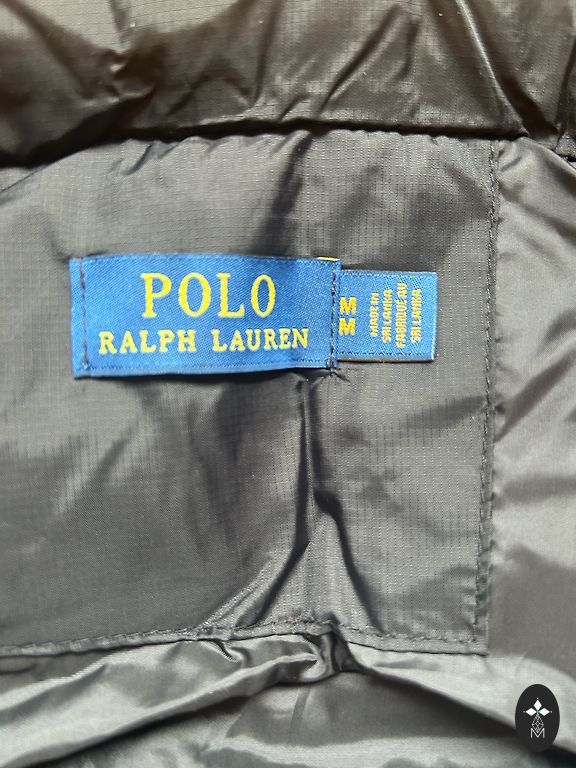 POLO
RALPH LAUREN
M
M
MADE IN
SRI LANKA
FABRIQUÉ AU
SRI LANKA
M